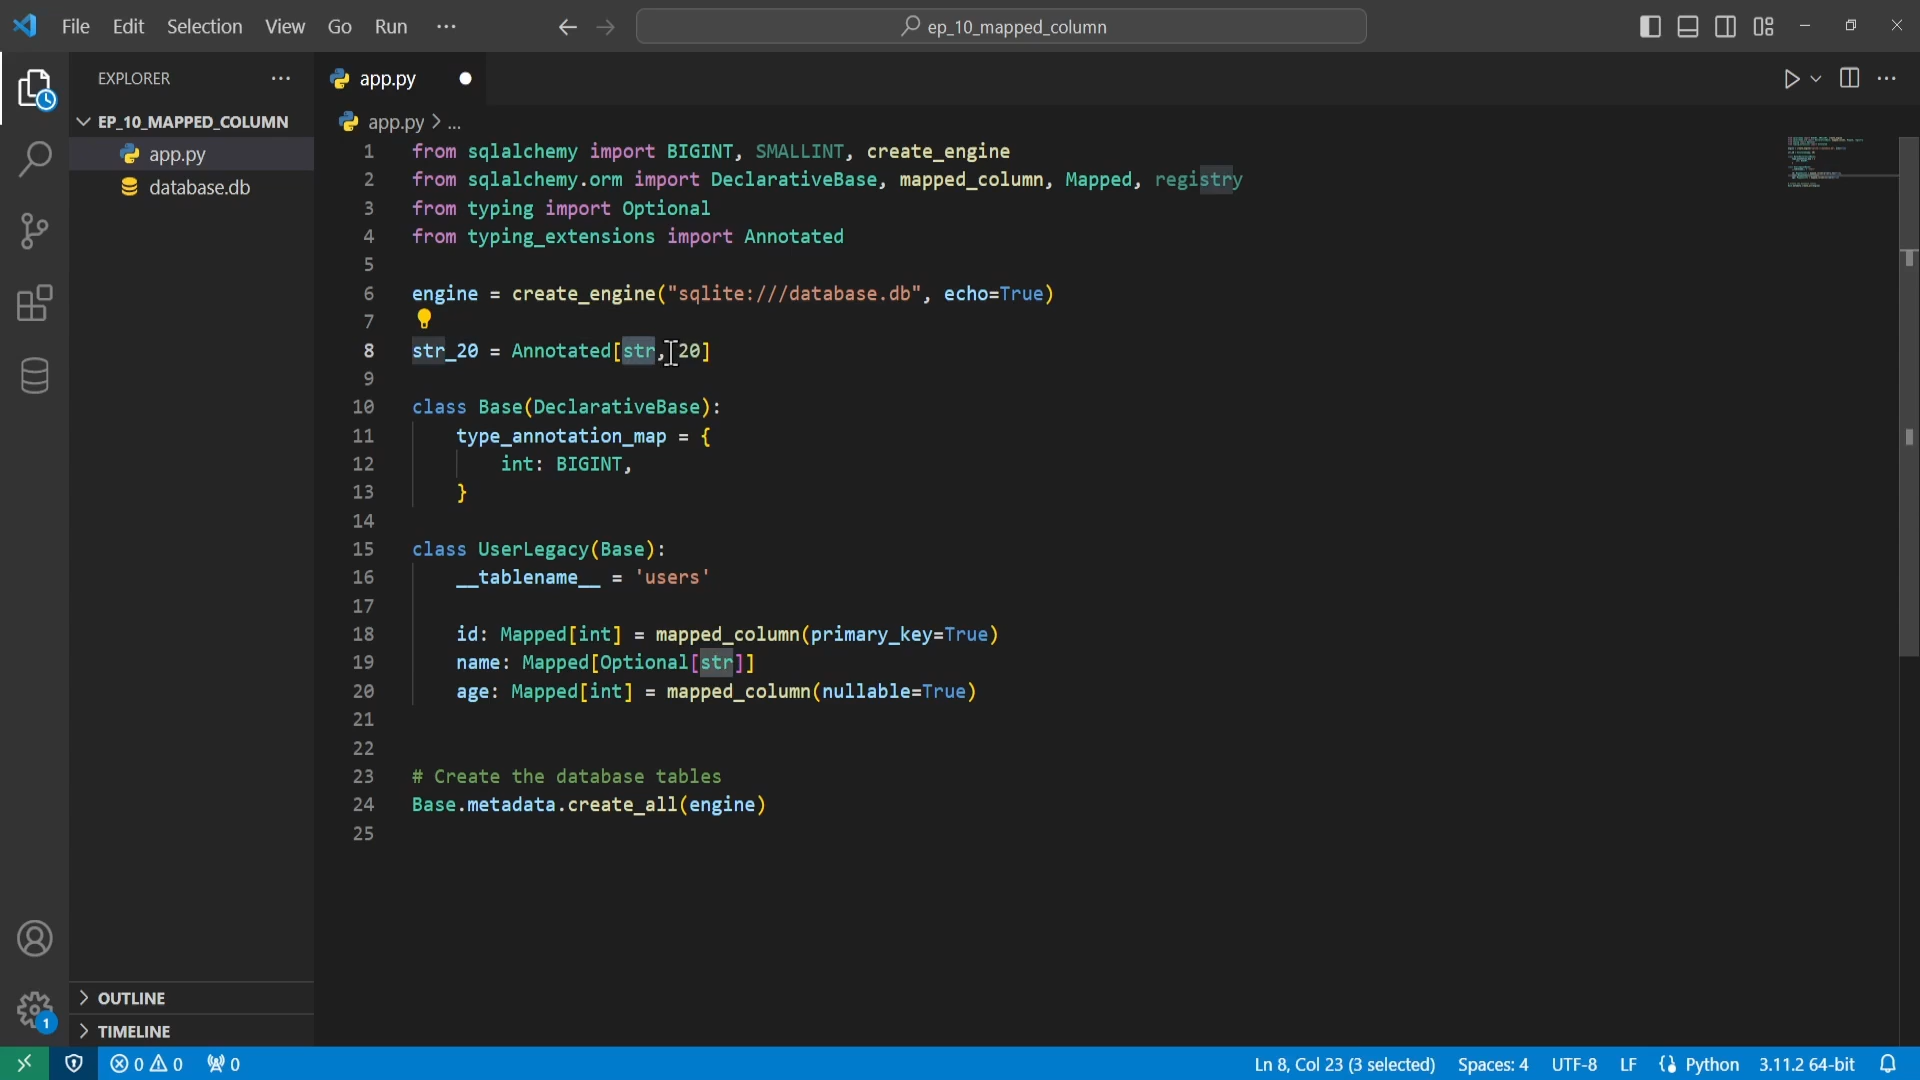 File Edit Selection View Go Run ···
ep_10_mapped_column
EXPLORER ···
EP_10_MAPPED_COLUMN
app.py
database.db
OUTLINE
TIMELINE
app.py
app.py > ...
1 from sqlalchemy import BIGINT, SMALLINT, create_engine
2 from sqlalchemy.orm import DeclarativeBase, mapped_column, Mapped, registry
3 from typing import Optional
4 from typing_extensions import Annotated
5
6 engine = create_engine("sqlite:///database.db", echo=True)
7
8 str_20 = Annotated[str, 20]
9
10 class Base(DeclarativeBase):
11 type_annotation_map = {
12 int: BIGINT,
13 }
14
15 class UserLegacy(Base):
16 __tablename__ = 'users'
17
18 id: Mapped[int] = mapped_column(primary_key=True)
19 name: Mapped[Optional[str]]
20 age: Mapped[int] = mapped_column(nullable=True)
21
22
23 # Create the database tables
24 Base.metadata.create_all(engine)
25
1
0 0 0 Ln 8, Col 23 (3 selected) Spaces: 4 UTF-8 LF Python 3.11.2 64-bit